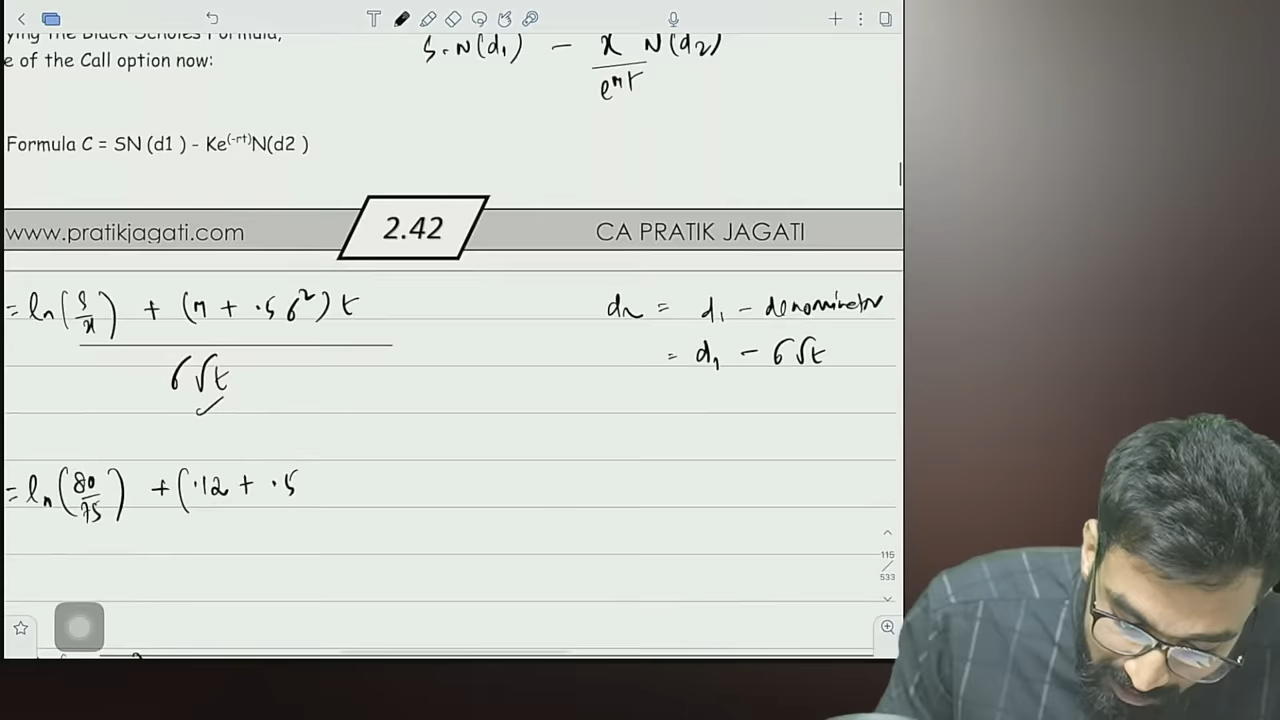 ying the Black Scholes Formula,
e of the Call option now:
S. N(d₁) - x/e^rt N(d₂)
Formula C = SN (d1 ) - Ke(-rt)N(d2 )
www.pratikjagati.com 2.42 CA PRATIK JAGATI
= ln(S/x) + (r + .5 σ²) t
σ√t
d₂ = d₁ - denominator
= d₁ - σ√t
= ln(80/75) + (.12 + .5
115
/
533